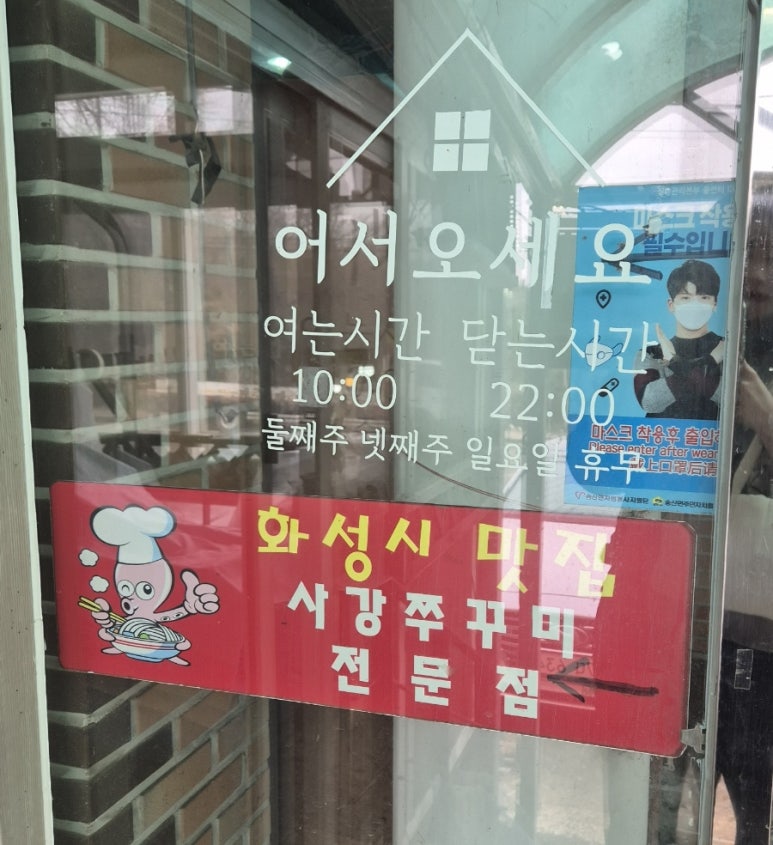 어서오세요
여는시간 닫는시간
10:00 22:00
둘째주 넷째주 일요일 휴무
마스크 착용
필수입니
마스크 착용후 출입
Please enter after wear
화성시 맛집
사강쭈꾸미
전문점